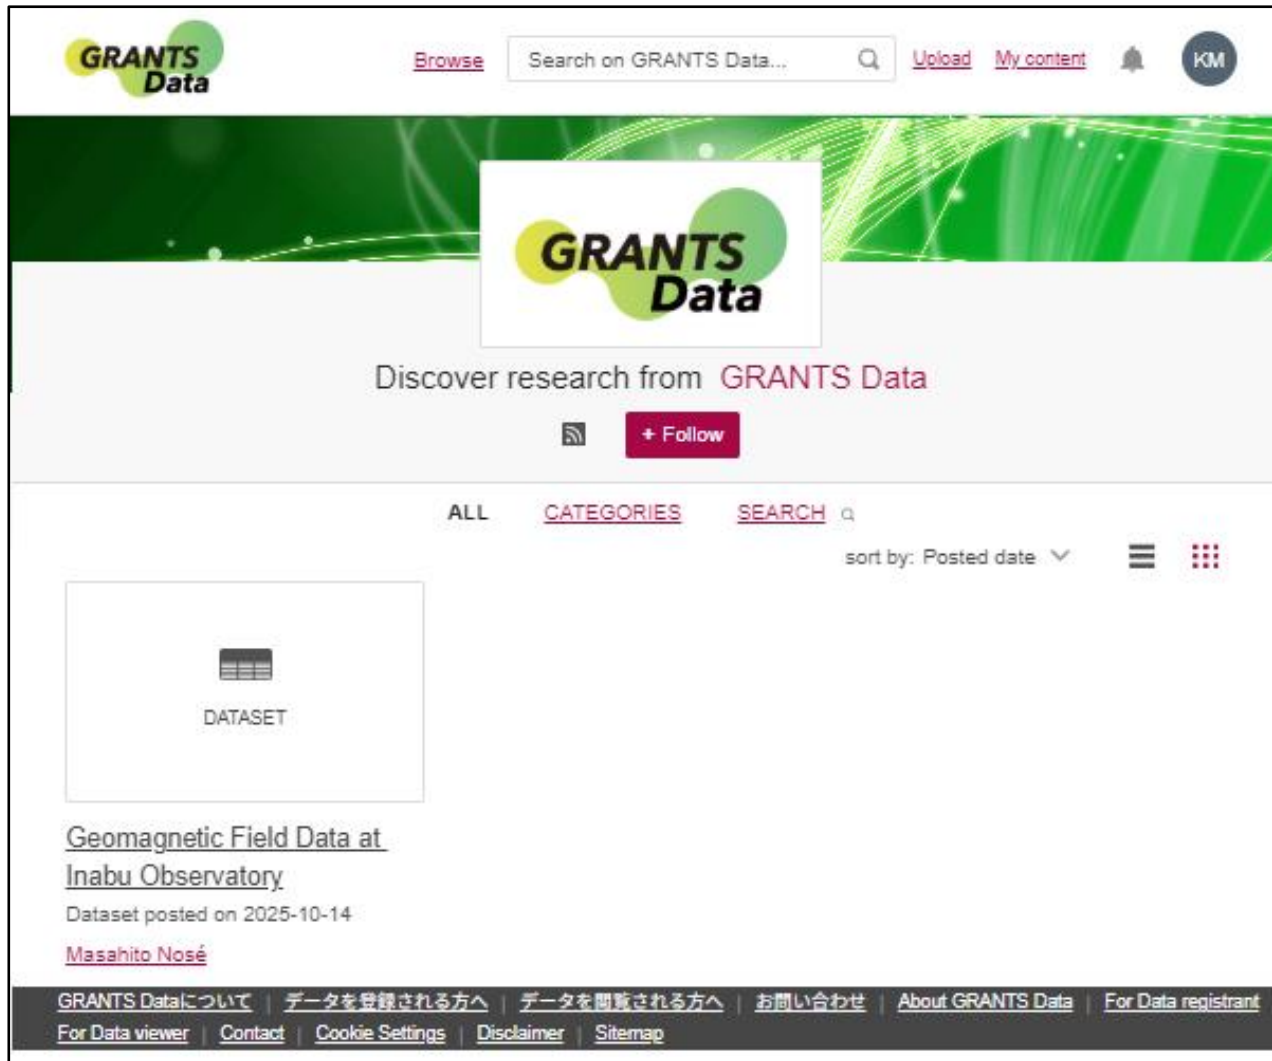 GRANTS
Data
Browse
Search on GRANTS Data...
Upload
My content
KM
GRANTS
Data
Discover research from GRANTS Data
+ Follow
ALL
CATEGORIES
SEARCH
sort by: Posted date
DATASET
Geomagnetic Field Data at
Inabu Observatory
Dataset posted on 2025-10-14
Masahito Nosé
GRANTS Dataについて | データを登録される方へ | データを閲覧される方へ | お問い合わせ | About GRANTS Data | For Data registrant
For Data viewer | Contact | Cookie Settings | Disclaimer | Sitemap